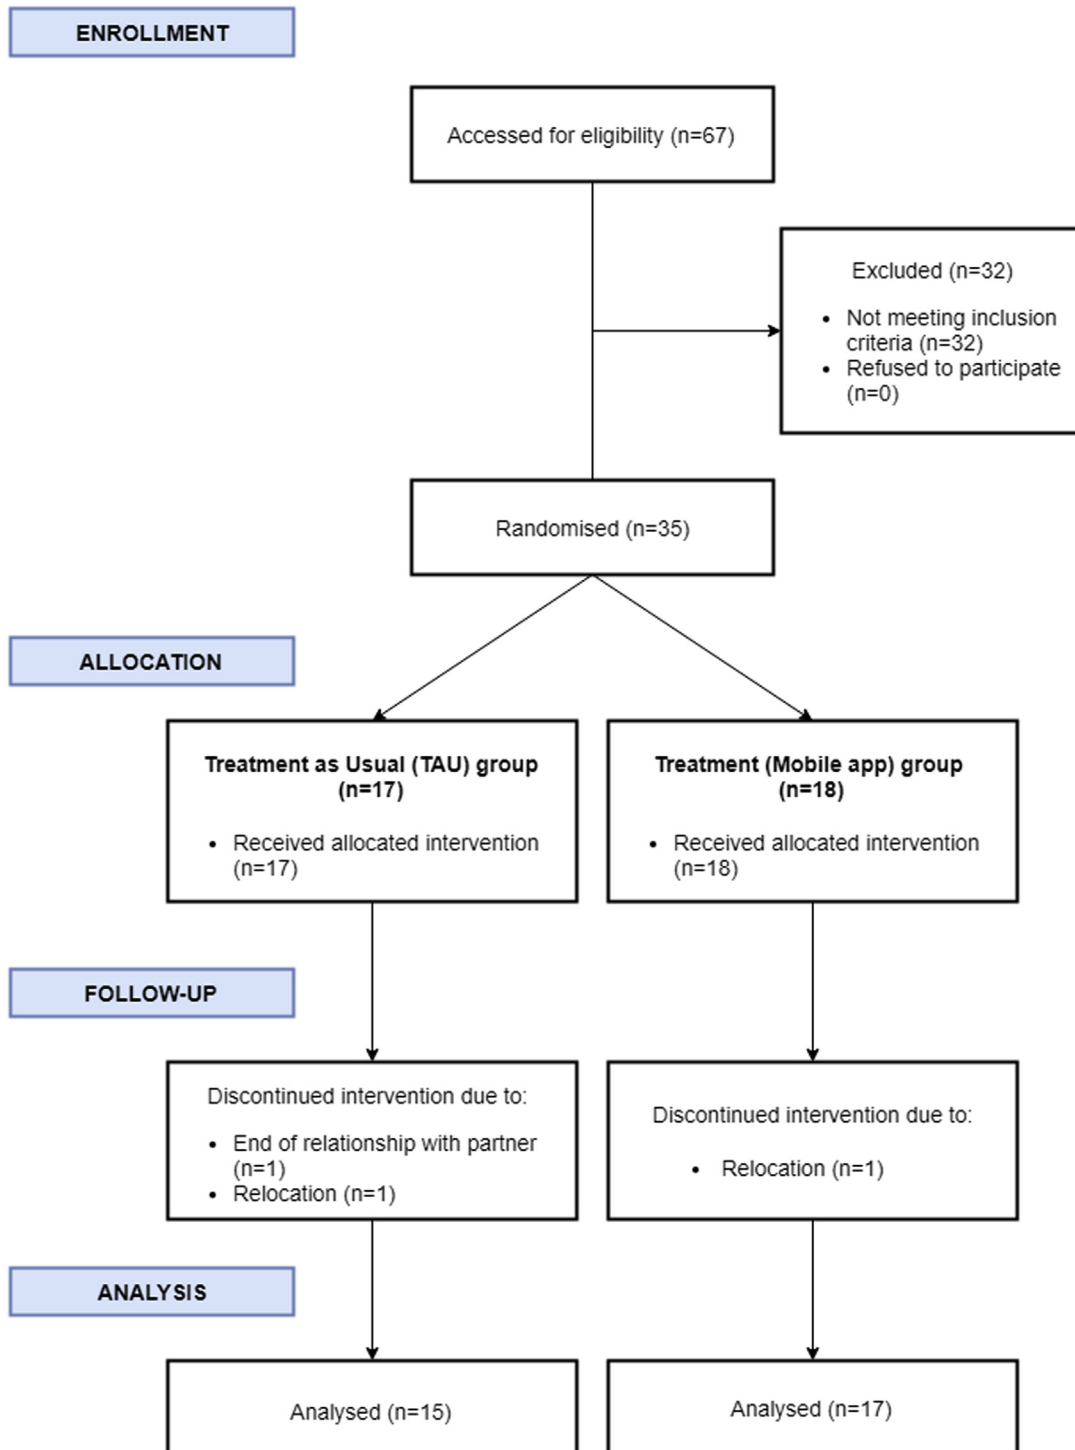 ENROLLMENT
Accessed for eligibility (n=67)
Excluded (n=32)
• Not meeting inclusion
criteria (n=32)
• Refused to participate
(n=0)
Randomised (n=35)
ALLOCATION
Treatment as Usual (TAU) group
(n=17)
• Received allocated intervention
(n=17)
Treatment (Mobile app) group
(n=18)
• Received allocated intervention
(n=18)
FOLLOW-UP
Discontinued intervention due to:
• End of relationship with partner
(n=1)
• Relocation (n=1)
Discontinued intervention due to:
• Relocation (n=1)
ANALYSIS
Analysed (n=15)
Analysed (n=17)